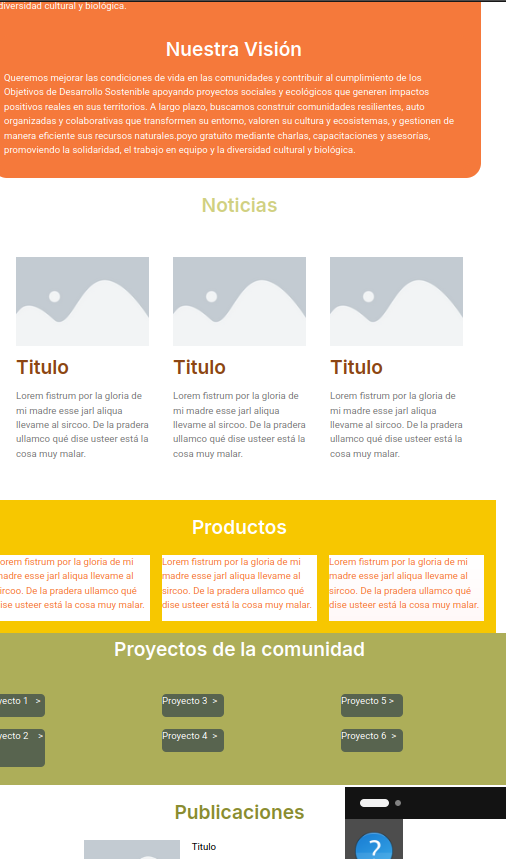 diversidad cultural y biológica.
Nuestra Visión
Queremos mejorar las condiciones de vida en las comunidades y contribuir al cumplimiento de los
Objetivos de Desarrollo Sostenible apoyando proyectos sociales y ecológicos que generen impactos
positivos reales en sus territorios. A largo plazo, buscamos construir comunidades resilientes, auto
organizadas y colaborativas que transformen su entorno, valoren su cultura y ecosistemas, y gestionen de
manera eficiente sus recursos naturales.poyo gratuito mediante charlas, capacitaciones y asesorías,
promoviendo la solidaridad, el trabajo en equipo y la diversidad cultural y biológica.
Noticias
Titulo
Lorem fistrum por la gloria de
mi madre esse jarl aliqua
llevame al sircoo. De la pradera
ullamco qué dise usteer está la
cosa muy malar.
Titulo
Lorem fistrum por la gloria de
mi madre esse jarl aliqua
llevame al sircoo. De la pradera
ullamco qué dise usteer está la
cosa muy malar.
Titulo
Lorem fistrum por la gloria de
mi madre esse jarl aliqua
llevame al sircoo. De la pradera
ullamco qué dise usteer está la
cosa muy malar.
Productos
orem fistrum por la gloria de mi
madre esse jarl aliqua llevame al
sircoo. De la pradera ullamco qué
dise usteer está la cosa muy malar.
Lorem fistrum por la gloria de mi
madre esse jarl aliqua llevame al
sircoo. De la pradera ullamco qué
dise usteer está la cosa muy malar.
Lorem fistrum por la gloria de mi
madre esse jarl aliqua llevame al
sircoo. De la pradera ullamco qué
dise usteer está la cosa muy malar.
Proyectos de la comunidad
yecto 1 >
Proyecto 3 >
Proyecto 5 >
yecto 2 >
Proyecto 4 >
Proyecto 6 >
Publicaciones
Titulo
?